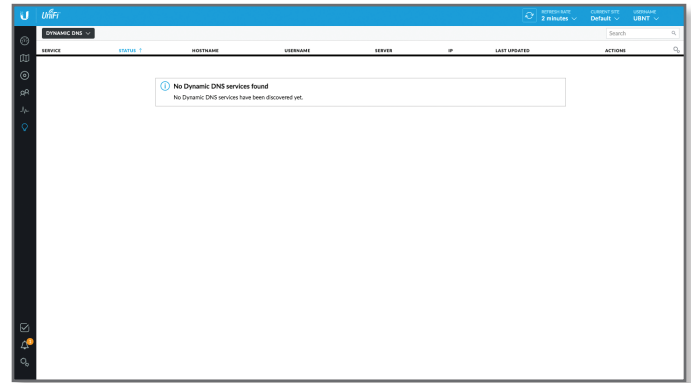 U UniFi REFRESH RATE CURRENT SITE USERNAME
2 minutes Default UBNT
DYNAMIC DNS Search
SERVICE STATUS ↑ HOSTNAME USERNAME SERVER IP LAST UPDATED ACTIONS
No Dynamic DNS services found
No Dynamic DNS services have been discovered yet.